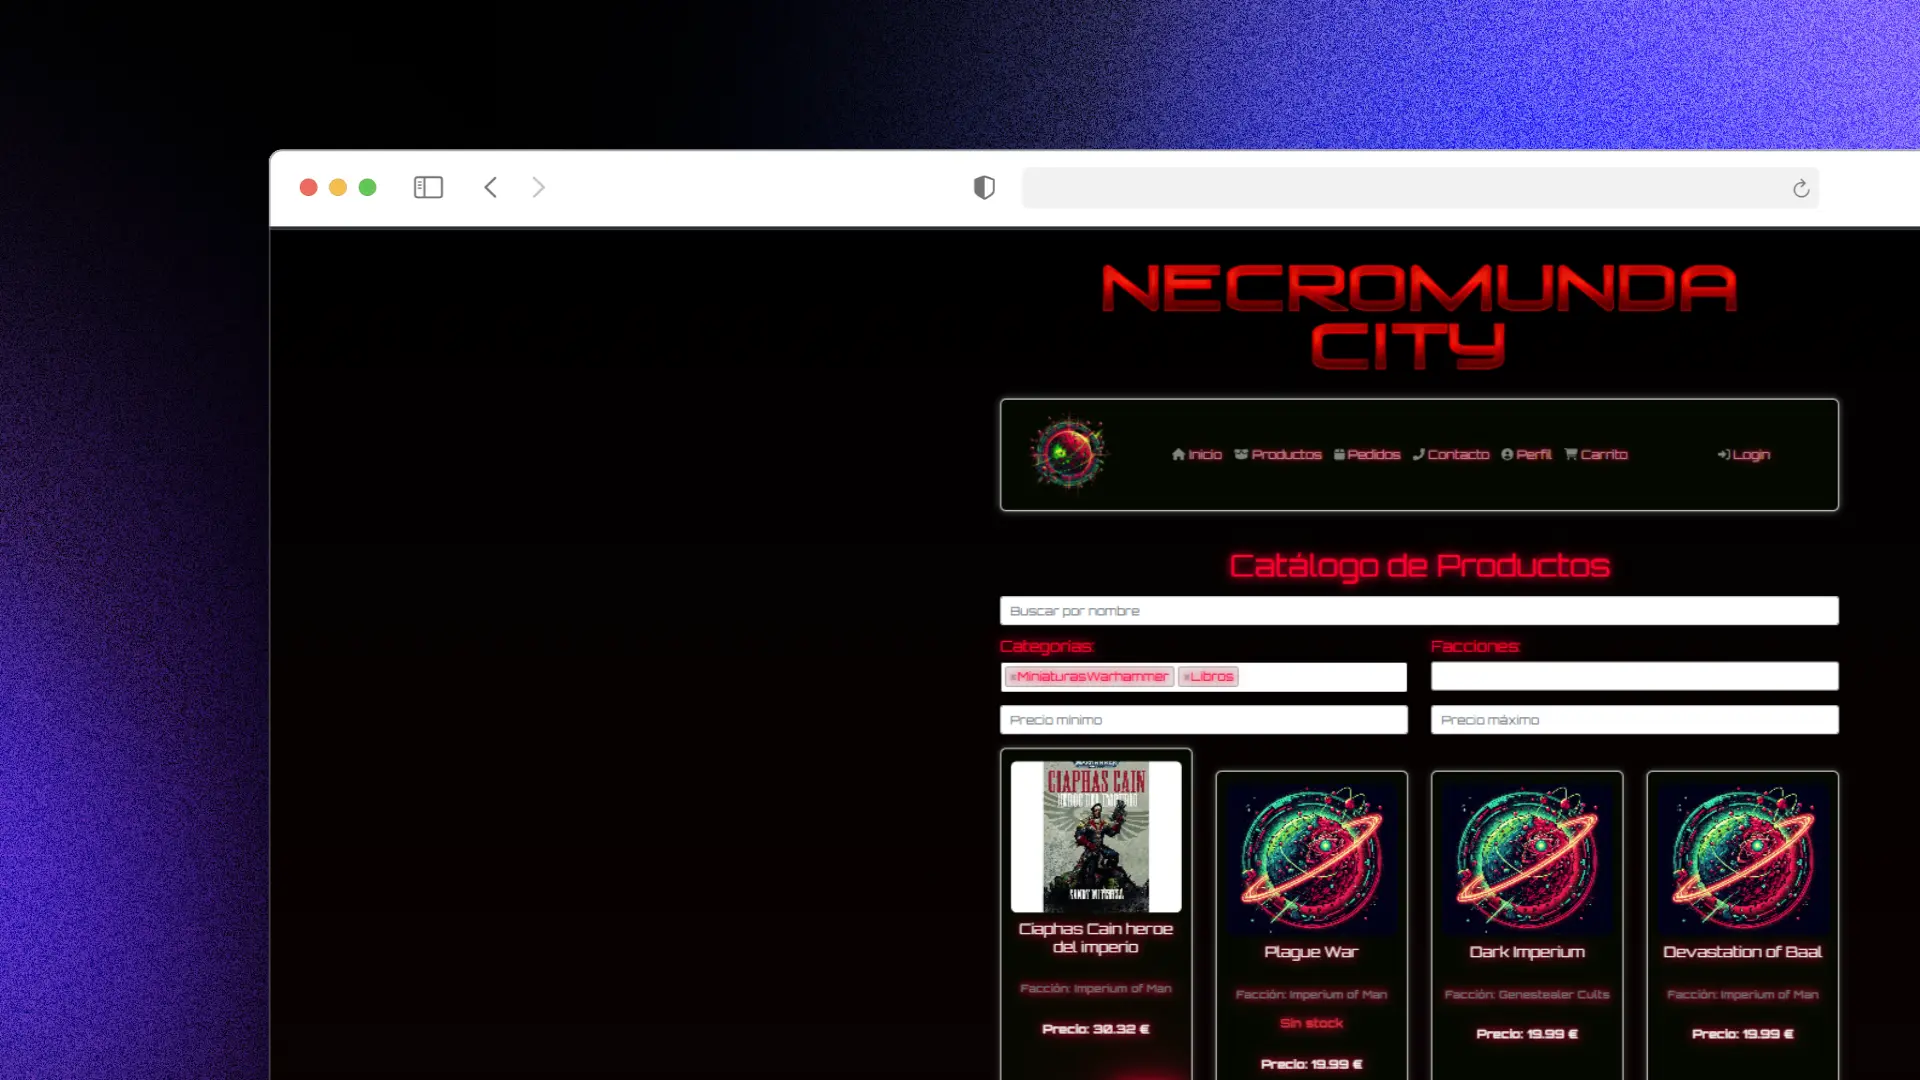 NECROMUNDA
CITY
Inicio Productos Pedidos Contacto Perfil Carrito Login
Catálogo de Productos
Buscar por nombre
Categorías: Facciones:
×MiniaturasWarhammer ×Libros
Precio mínimo Precio máximo
CIAPHAS CAIN
HEROE DEL IMPERIO
SANDY MITCHELL
Ciaphas Cain heroe
del imperio
Facción: Imperium of Man
Precio: 30.32 €
Plague War
Facción: Imperium of Man
Sin stock
Precio: 19.99 €
Dark Imperium
Facción: Genestealer Cults
Precio: 19.99 €
Devastation of Baal
Facción: Imperium of Man
Precio: 19.99 €